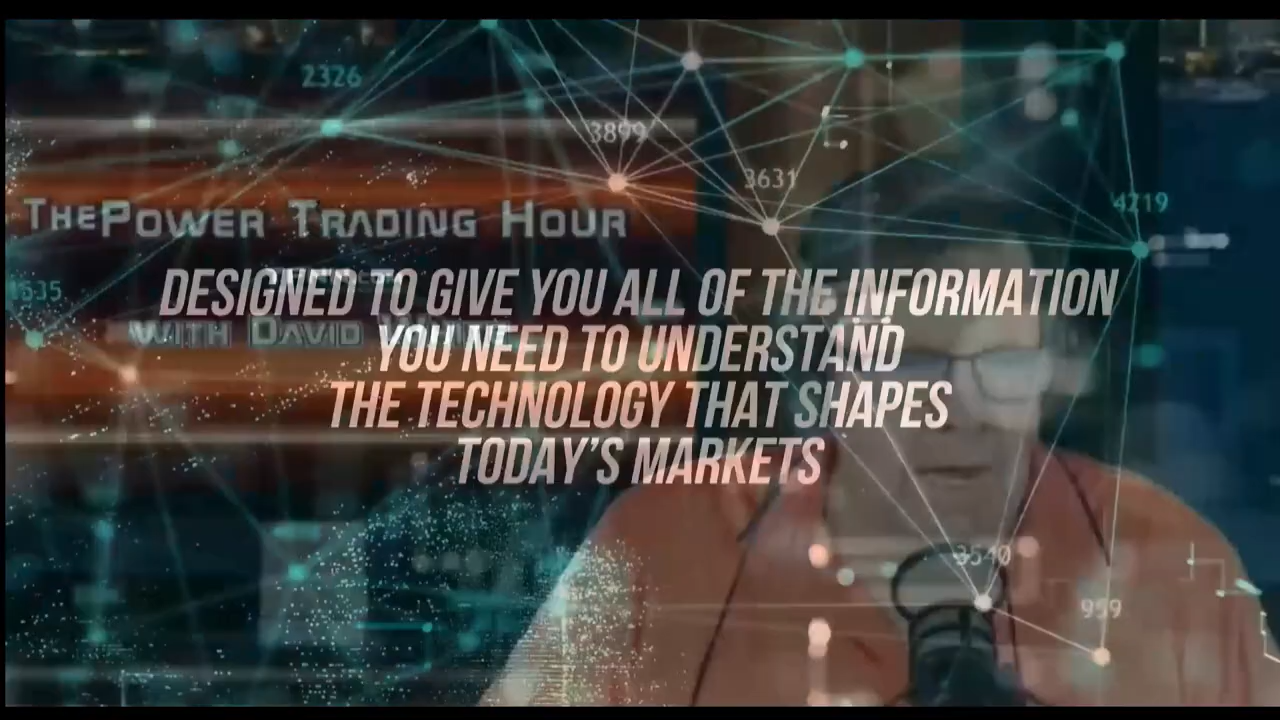 2326
3899
3631
4219
THEPOWER TRADING HOUR
DESIGNED TO GIVE YOU ALL OF THE INFORMATION
WITH DAVID
YOU NEED TO UNDERSTAND
THE TECHNOLOGY THAT SHAPES
TODAY'S MARKETS
3540
959